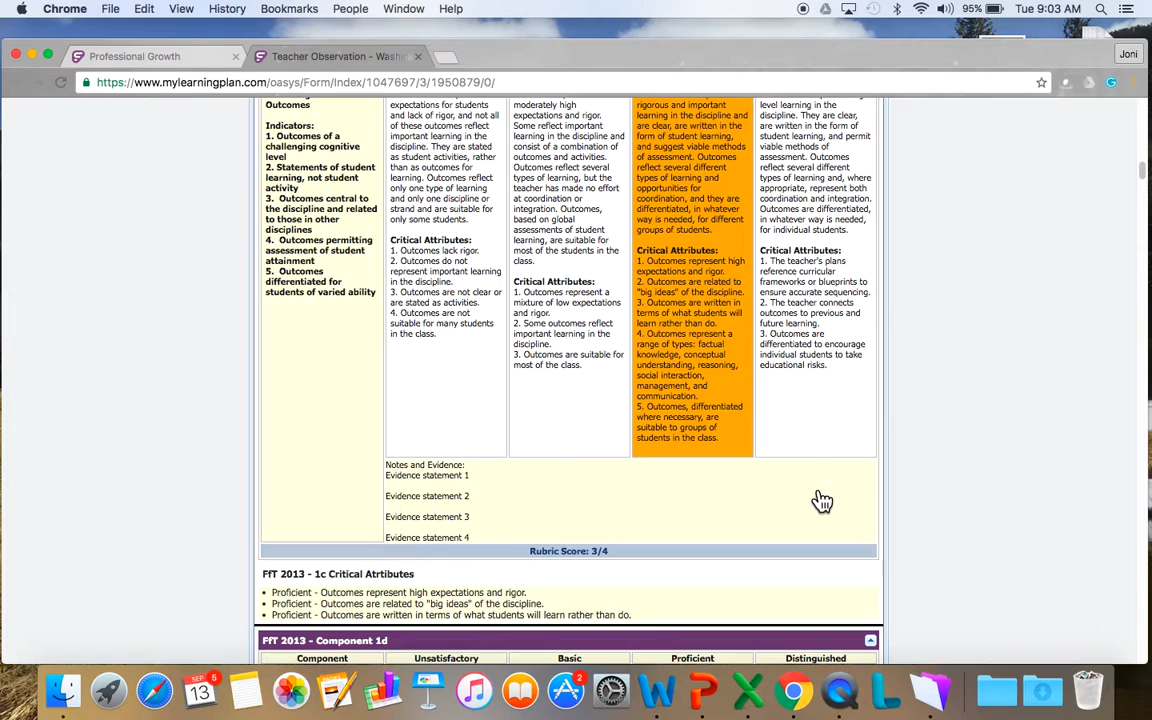 Chrome File Edit View History Bookmarks People Window Help 95% Tue 9:03 AM
Professional Growth
Teacher Observation - Washin
Joni
https://www.mylearningplan.com/oasys/Form/Index/1047697/3/1950879/0/
Outcomes
Indicators:
1. Outcomes of a
challenging cognitive
level
2. Statements of student
learning, not student
activity
3. Outcomes central to
the discipline and related
to those in other
disciplines
4. Outcomes permitting
assessment of student
attainment
5. Outcomes
differentiated for
students of varied ability
expectations for students
and lack of rigor, and not all
of these outcomes reflect
important learning in the
discipline. They are stated
as student activities, rather
than as outcomes for
learning. Outcomes reflect
only one type of learning
and only one discipline or
strand and are suitable for
only some students.
Critical Attributes:
1. Outcomes lack rigor.
2. Outcomes do not
represent important learning
in the discipline.
3. Outcomes are not clear or
are stated as activities.
4. Outcomes are not
suitable for many students
in the class.
moderately high
expectations and rigor.
Some reflect important
learning in the discipline and
consist of a combination of
outcomes and activities.
Outcomes reflect several
types of learning, but the
teacher has made no effort
at coordination or
integration. Outcomes,
based on global
assessments of student
learning, are suitable for
most of the students in the
class.
Critical Attributes:
1. Outcomes represent a
mixture of low expectations
and rigor.
2. Some outcomes reflect
important learning in the
discipline.
3. Outcomes are suitable for
most of the class.
rigorous and important
learning in the discipline and
are clear, are written in the
form of student learning,
and suggest viable methods
of assessment. Outcomes
reflect several different
types of learning and
opportunities for
coordination, and they are
differentiated, in whatever
way is needed, for different
groups of students.
Critical Attributes:
1. Outcomes represent high
expectations and rigor.
2. Outcomes are related to
"big ideas" of the discipline.
3. Outcomes are written in
terms of what students will
learn rather than do.
4. Outcomes represent a
range of types: factual
knowledge, conceptual
understanding, reasoning,
social interaction,
management, and
communication.
5. Outcomes, differentiated
where necessary, are
suitable to groups of
students in the class.
level learning in the
discipline. They are clear,
are written in the form of
student learning, and permit
viable methods of
assessment. Outcomes
reflect several different
types of learning and, where
appropriate, represent both
coordination and integration.
Outcomes are differentiated,
in whatever way is needed,
for individual students.
Critical Attributes:
1. The teacher's plans
reference curricular
frameworks or blueprints to
ensure accurate sequencing.
2. The teacher connects
outcomes to previous and
future learning.
3. Outcomes are
differentiated to encourage
individual students to take
educational risks.
Notes and Evidence:
Evidence statement 1
Evidence statement 2
Evidence statement 3
Evidence statement 4
Rubric Score: 3/4
FfT 2013 - 1c Critical Atrtibutes
• Proficient - Outcomes represent high expectations and rigor.
• Proficient - Outcomes are related to "big ideas" of the discipline.
• Proficient - Outcomes are written in terms of what students will learn rather than do.
FfT 2013 - Component 1d
Component Unsatisfactory Basic Proficient Distinguished
SEP
13
6
2